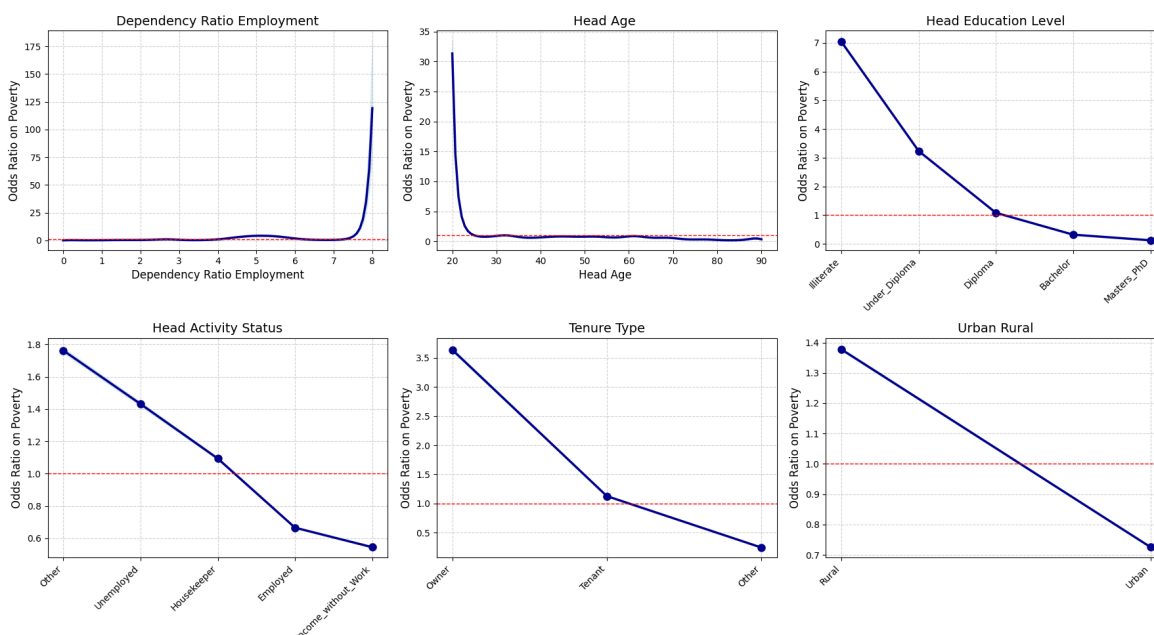 Dependency Ratio Employment
Odds Ratio on Poverty
175
150
125
100
75
50
25
0
0 1 2 3 4 5 6 7 8
Dependency Ratio Employment
Head Age
Odds Ratio on Poverty
35
30
25
20
15
10
5
0
20 30 40 50 60 70 80 90
Head Age
Head Education Level
Odds Ratio on Poverty
7
6
5
4
3
2
1
0
Illiterate
Under_Diploma
Diploma
Bachelor
Masters_PhD
Head Activity Status
Odds Ratio on Poverty
1.8
1.6
1.4
1.2
1.0
0.8
0.6
Other
Unemployed
Housekeeper
Employed
ncome_without_Work
Tenure Type
Odds Ratio on Poverty
3.5
3.0
2.5
2.0
1.5
1.0
0.5
Owner
Tenant
Other
Urban Rural
Odds Ratio on Poverty
1.4
1.3
1.2
1.1
1.0
0.9
0.8
0.7
Rural
Urban